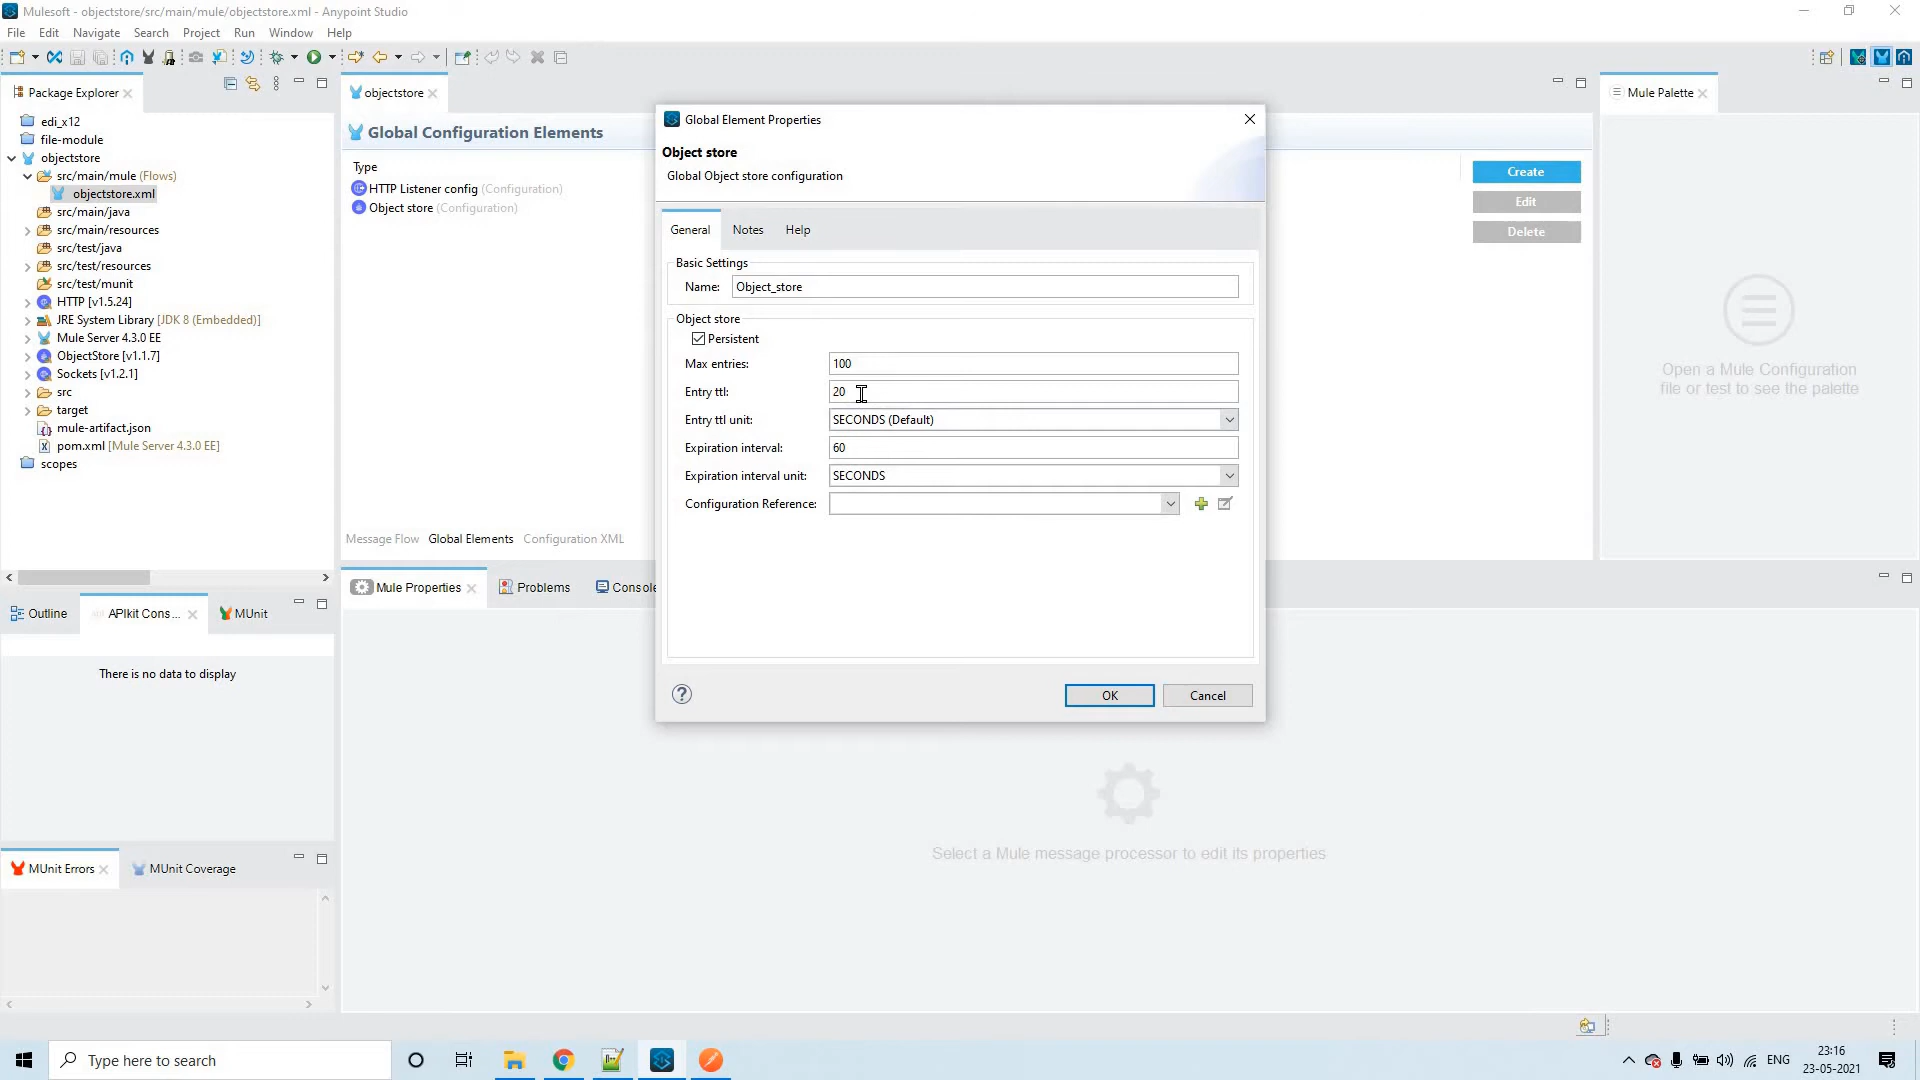 Mulesoft - objectstore/src/main/mule/objectstore.xml - Anypoint Studio
File Edit Navigate Search Project Run Window Help
Package Explorer
objectstore
Mule Palette
edi_x12
file-module
objectstore
src/main/mule (Flows)
objectstore.xml
src/main/java
src/main/resources
src/test/java
src/test/resources
src/test/munit
HTTP [v1.5.24]
JRE System Library [JDK 8 (Embedded)]
Mule Server 4.3.0 EE
ObjectStore [v1.1.7]
Sockets [v1.2.1]
src
target
mule-artifact.json
pom.xml [Mule Server 4.3.0 EE]
scopes
Global Configuration Elements
Type
HTTP Listener config (Configuration)
Object store (Configuration)
Create
Edit
Delete
Message Flow Global Elements Configuration XML
Open a Mule Configuration
file or test to see the palette
Global Element Properties
Object store
Global Object store configuration
General Notes Help
Basic Settings
Name: Object_store
Object store
Persistent
Max entries: 100
Entry ttl: 20
Entry ttl unit: SECONDS (Default)
Expiration interval: 60
Expiration interval unit: SECONDS
Configuration Reference:
OK Cancel
Mule Properties Problems Console
Select a Mule message processor to edit its properties
Outline APIkit Cons... MUnit
There is no data to display
MUnit Errors MUnit Coverage
Type here to search
ENG
23:16
23-05-2021